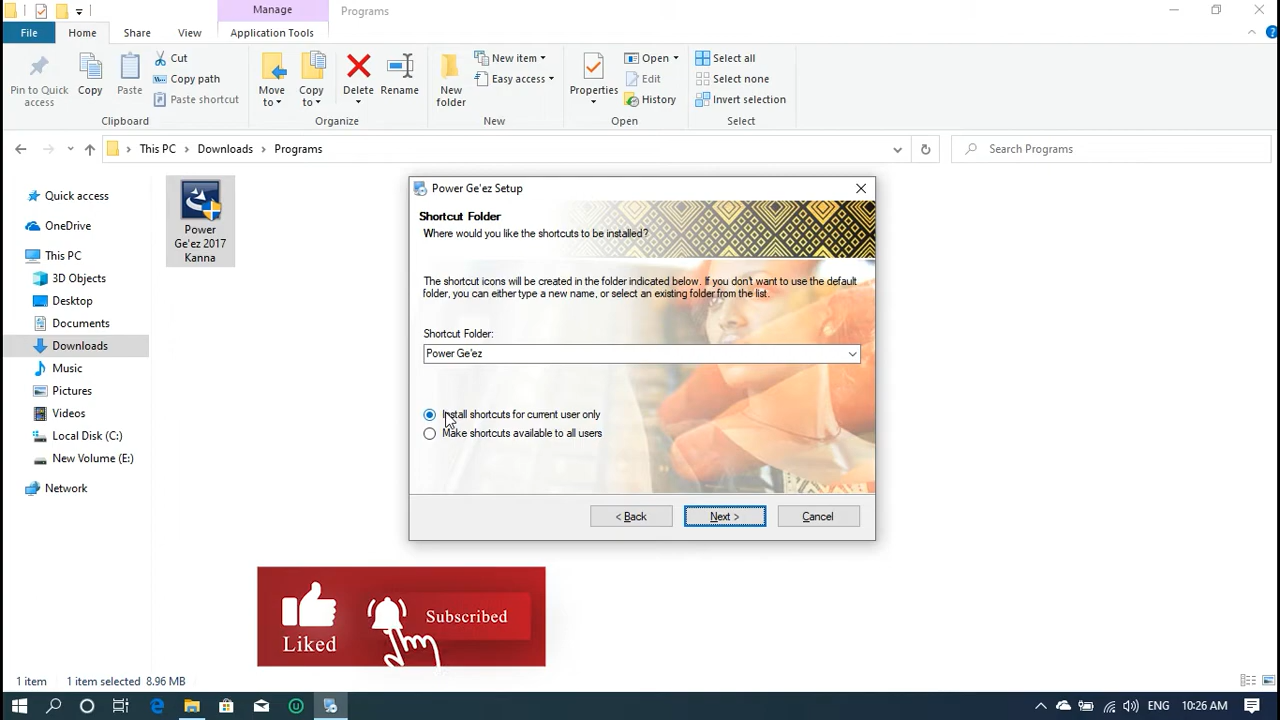 Manage
Programs
File
Home
Share
View
Application Tools
Pin to Quick
access
Copy
Paste
Cut
Copy path
Paste shortcut
Clipboard
Move
to
Copy
to
Delete
Rename
Organize
New
folder
New item
Easy access
New
Properties
Open
Edit
History
Open
Select all
Select none
Invert selection
Select
This PC
Downloads
Programs
Search Programs
Quick access
OneDrive
This PC
3D Objects
Desktop
Documents
Downloads
Music
Pictures
Videos
Local Disk (C:)
New Volume (E:)
Network
Power
Ge'ez 2017
Kanna
Power Ge'ez Setup
Shortcut Folder
Where would you like the shortcuts to be installed?
The shortcut icons will be created in the folder indicated below. If you don't want to use the default
folder, you can either type a new name, or select an existing folder from the list.
Shortcut Folder:
Power Ge'ez
Install shortcuts for current user only
Make shortcuts available to all users
< Back
Next >
Cancel
Liked
Subscribed
1 item
1 item selected 8.96 MB
ENG
10:26 AM